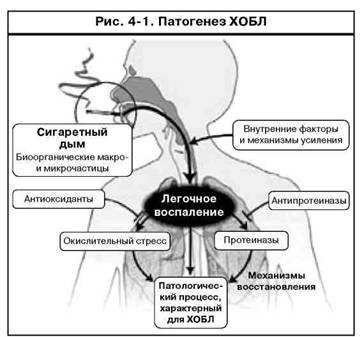 Рис. 4-1. Патогенез ХОБЛ
Сигаретный
дым
Биоорганические макро-
и микрочастицы
Внутренние факторы
и механизмы усиления
Антиоксиданты
Легочное
воспаление
Антипротеиназы
Окислительный стресс
Протеиназы
Механизмы
восстановления
Патологичес-
кий процесс,
характерный
для ХОБЛ